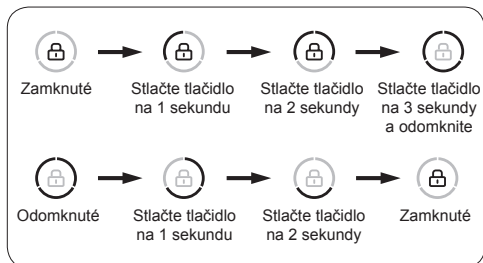 Zamknuté
Stlačte tlačidlo
na 1 sekundu
Stlačte tlačidlo
na 2 sekundy
Stlačte tlačidlo
na 3 sekundy
a odomknite
Odomknuté
Stlačte tlačidlo
na 1 sekundu
Stlačte tlačidlo
na 2 sekundy
Zamknuté